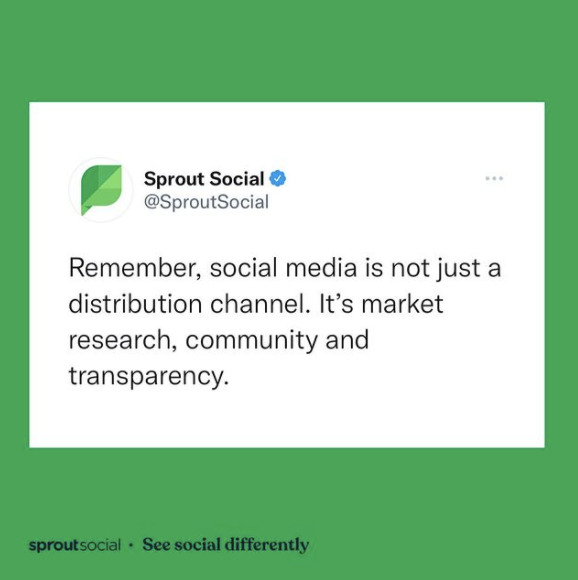 Sprout Social
@SproutSocial
Remember, social media is not just a
distribution channel. It’s market
research, community and
transparency.
sproutsocial • See social differently